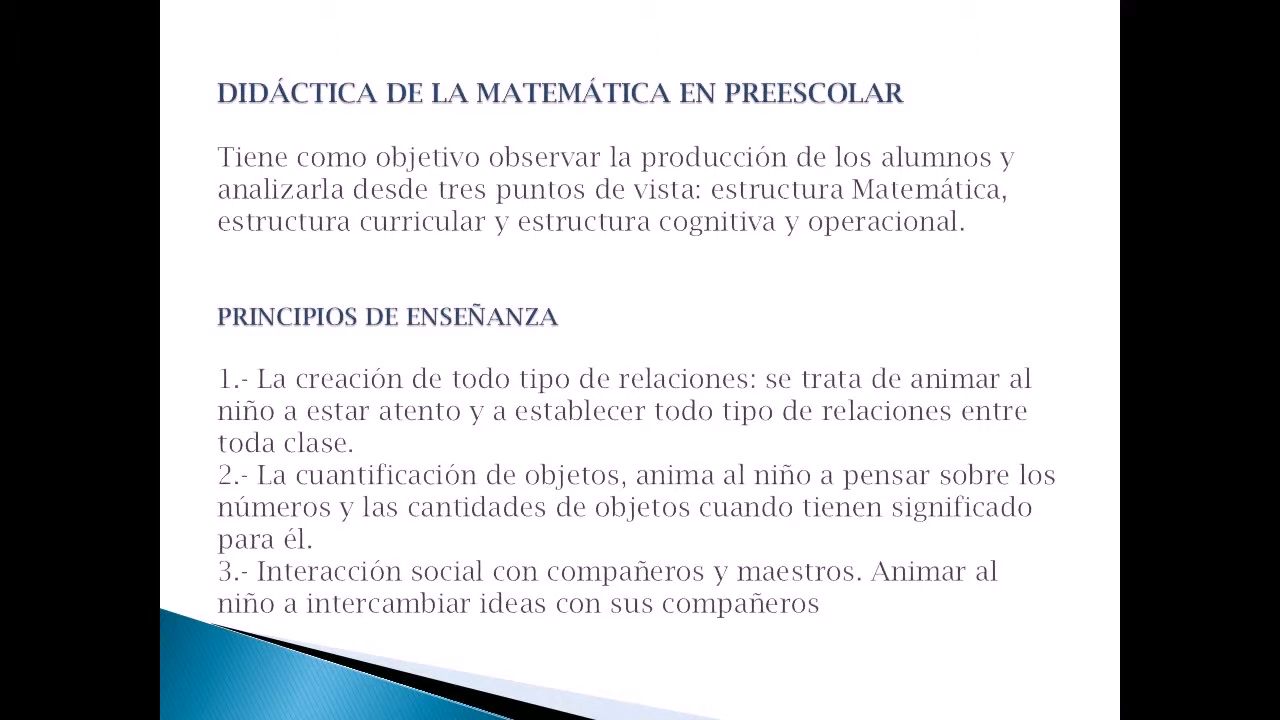 DIDÁCTICA DE LA MATEMÁTICA EN PREESCOLAR
Tiene como objetivo observar la producción de los alumnos y
analizarla desde tres puntos de vista: estructura Matemática,
estructura curricular y estructura cognitiva y operacional.
PRINCIPIOS DE ENSEÑANZA
1.- La creación de todo tipo de relaciones: se trata de animar al
niño a estar atento y a establecer todo tipo de relaciones entre
toda clase.
2.- La cuantificación de objetos, anima al niño a pensar sobre los
números y las cantidades de objetos cuando tienen significado
para él.
3.- Interacción social con compañeros y maestros. Animar al
niño a intercambiar ideas con sus compañeros